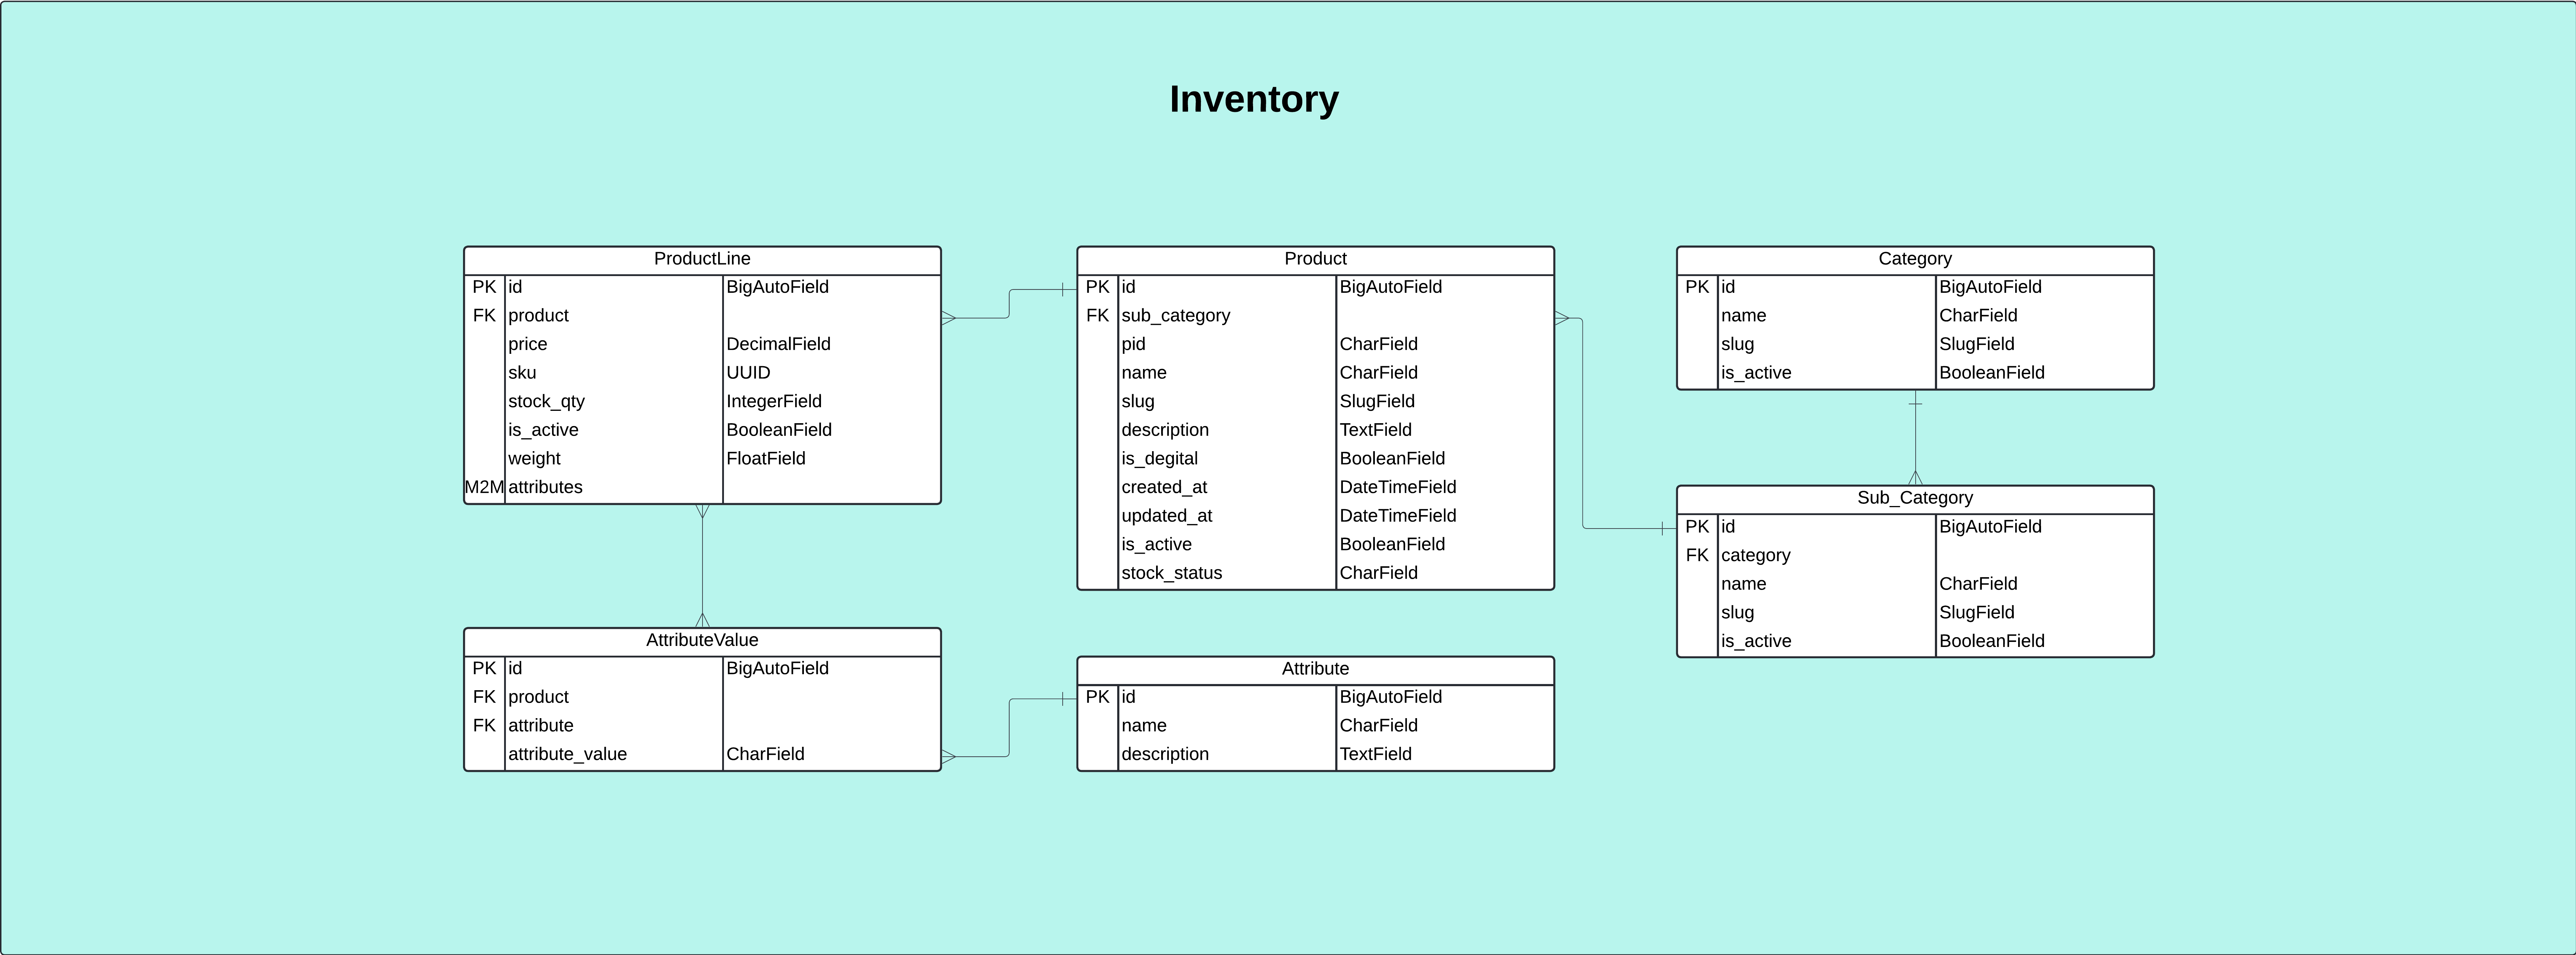 Inventory
ProductLine
PK id BigAutoField
FK product
price DecimalField
sku UUID
stock_qty IntegerField
is_active BooleanField
weight FloatField
M2M attributes
Product
PK id BigAutoField
FK sub_category
pid CharField
name CharField
slug SlugField
description TextField
is_degital BooleanField
created_at DateTimeField
updated_at DateTimeField
is_active BooleanField
stock_status CharField
Category
PK id BigAutoField
name CharField
slug SlugField
is_active BooleanField
Sub_Category
PK id BigAutoField
FK category
name CharField
slug SlugField
is_active BooleanField
AttributeValue
PK id BigAutoField
FK product
FK attribute
attribute_value CharField
Attribute
PK id BigAutoField
name CharField
description TextField